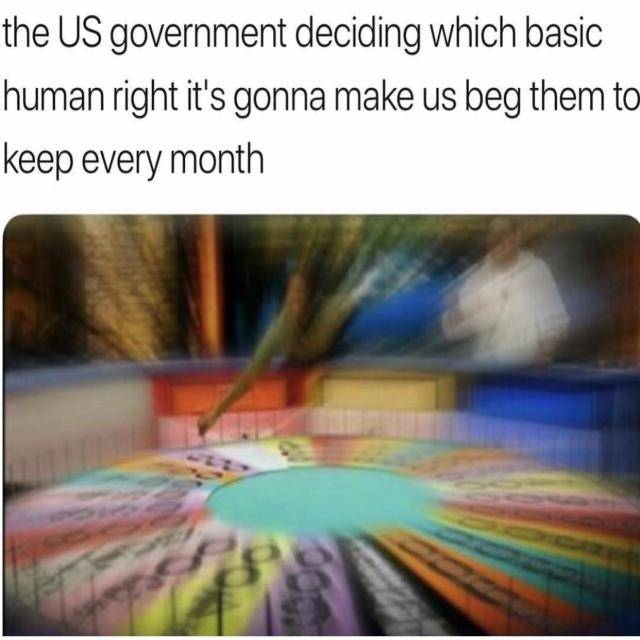 the US government deciding which basic
human right it's gonna make us beg them to
keep every month